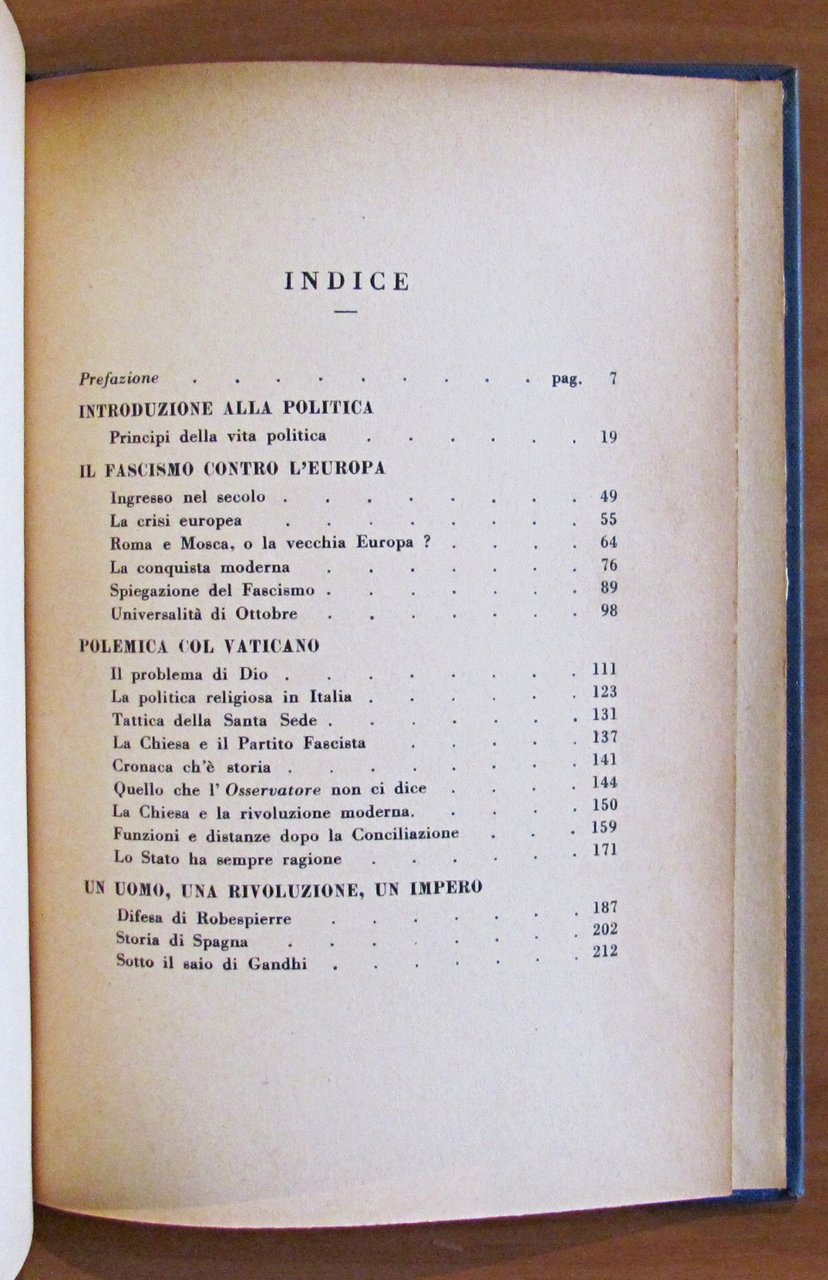 INDICE
Prefazione . . . . . . . . . pag. 7
INTRODUZIONE ALLA POLITICA
Principi della vita politica . . . . . . 19
IL FASCISMO CONTRO L'EUROPA
Ingresso nel secolo . . . . . . . . 49
La crisi europea . . . . . . . . 55
Roma e Mosca, o la vecchia Europa ? . . . . 64
La conquista moderna . . . . . . . 76
Spiegazione del Fascismo . . . . . . . 89
Universalità di Ottobre . . . . . . . 98
POLEMICA COL VATICANO
Il problema di Dio . . . . . . . . 111
La politica religiosa in Italia . . . . . . 123
Tattica della Santa Sede . . . . . . . 131
La Chiesa e il Partito Fascista . . . . . 137
Cronaca ch'è storia . . . . . . . . 141
Quello che l'Osservatore non ci dice . . . . 144
La Chiesa e la rivoluzione moderna. . . . . 150
Funzioni e distanze dopo la Conciliazione . . . 159
Lo Stato ha sempre ragione . . . . . . 171
UN UOMO, UNA RIVOLUZIONE, UN IMPERO
Difesa di Robespierre . . . . . . . 187
Storia di Spagna . . . . . . . . 202
Sotto il saio di Gandhi . . . . . . . 212